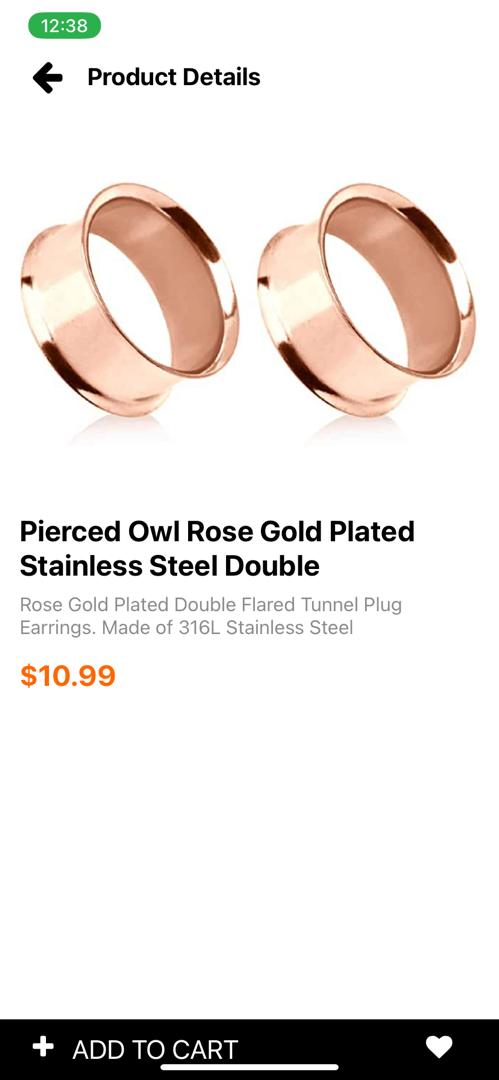 12:38
Product Details
Pierced Owl Rose Gold Plated
Stainless Steel Double
Rose Gold Plated Double Flared Tunnel Plug
Earrings. Made of 316L Stainless Steel
$10.99
ADD TO CART